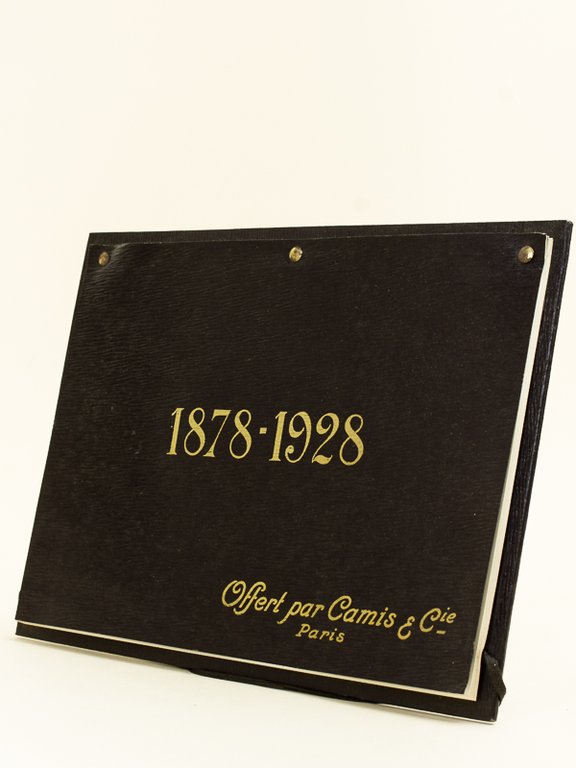 1878-1928
Offert par Camis & Cie
Paris